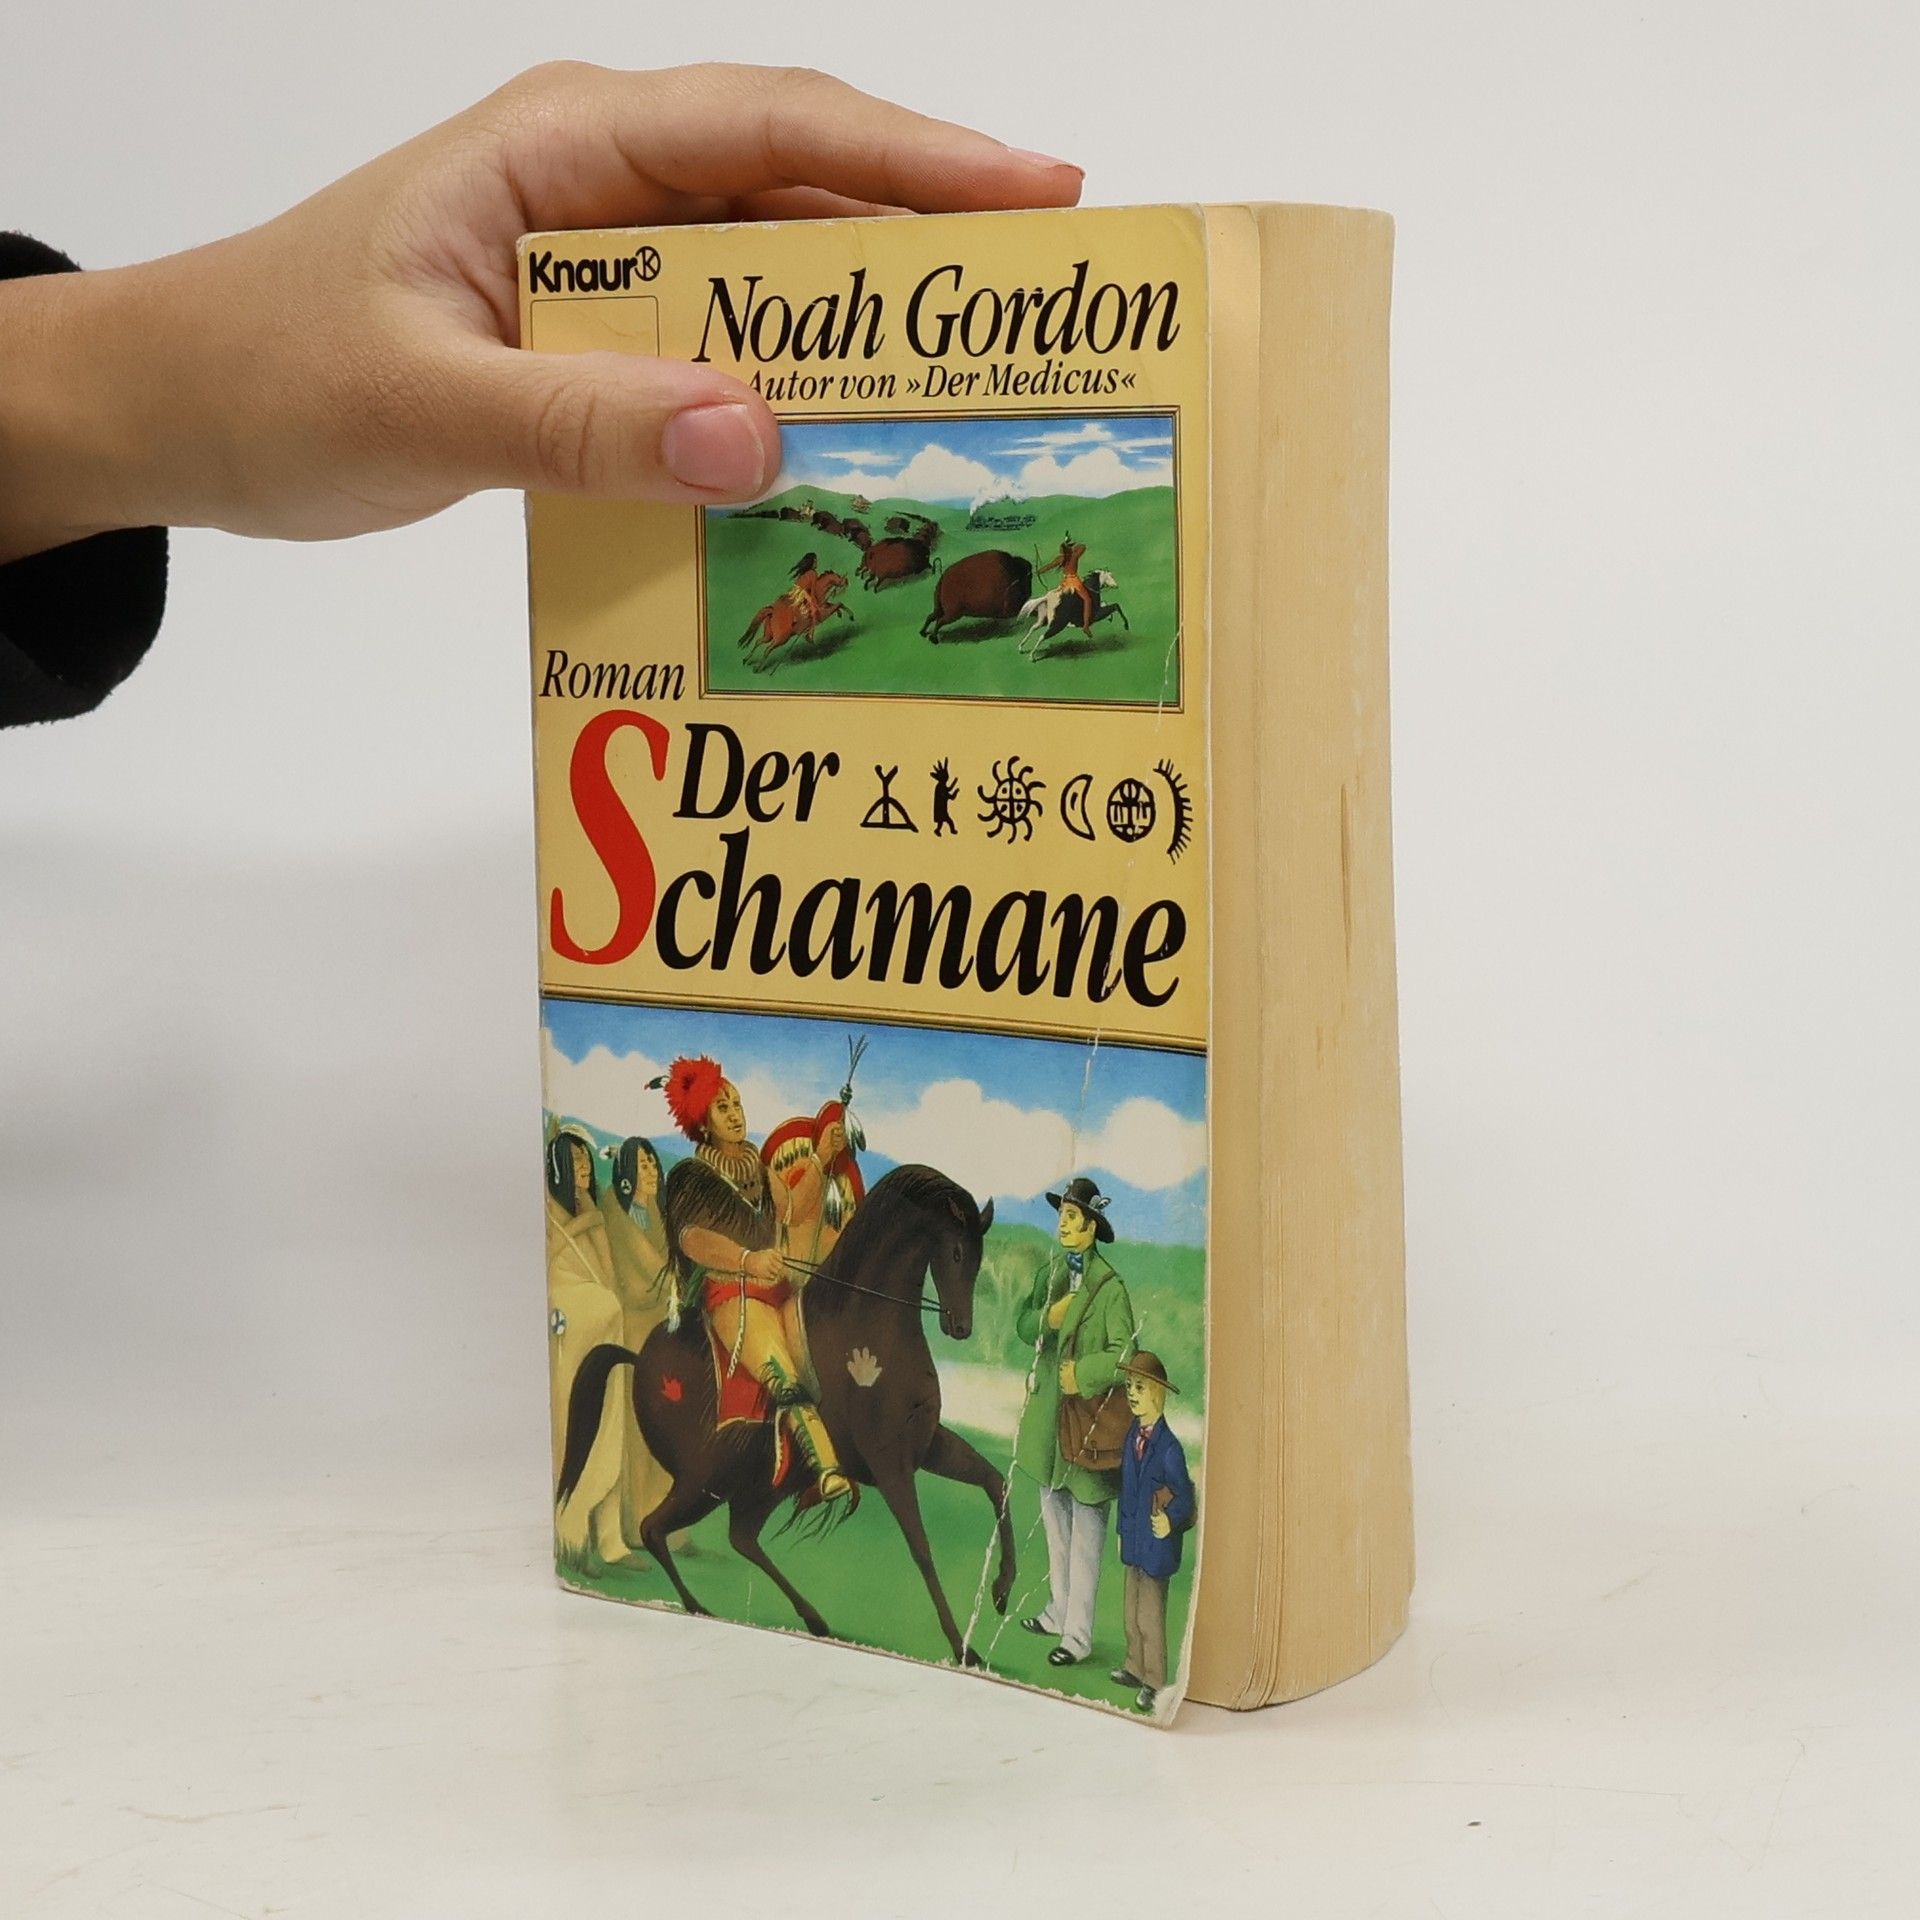 Knaur
Noah Gordon
Autor von »Der Medicus«
Roman
Der
Schamane